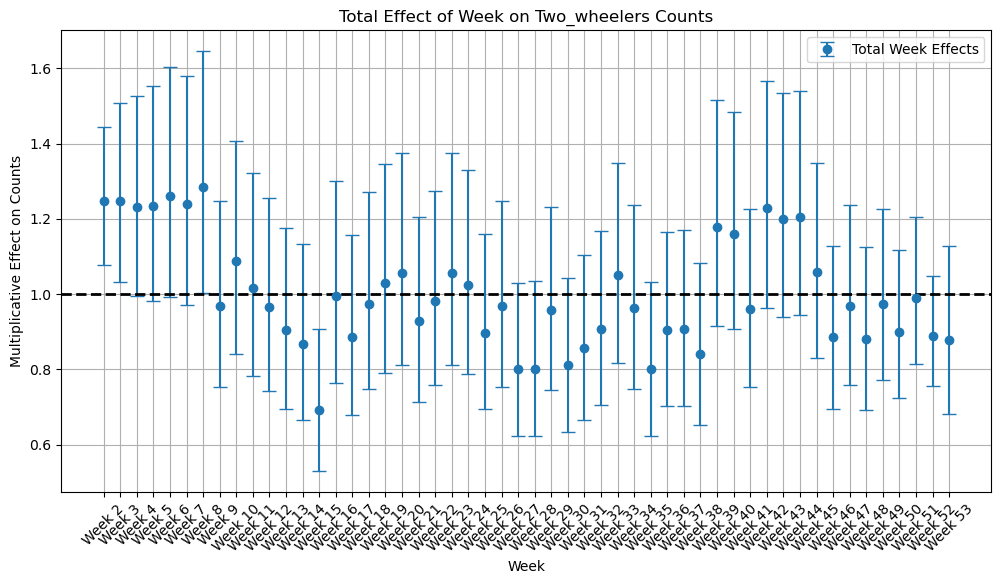 Total Effect of Week on Two_wheelers Counts
Total Week Effects
Multiplicative Effect on Counts
1.6
1.4
1.2
1.0
0.8
0.6
Week 2
Week 3
Week 4
Week 5
Week 6
Week 7
Week 8
Week 9
Week 10
Week 11
Week 12
Week 13
Week 14
Week 15
Week 16
Week 17
Week 18
Week 19
Week 20
Week 21
Week 22
Week 23
Week 24
Week 25
Week 26
Week 27
Week 28
Week 29
Week 30
Week 31
Week 32
Week 33
Week 34
Week 35
Week 36
Week 37
Week 38
Week 39
Week 40
Week 41
Week 42
Week 43
Week 44
Week 45
Week 46
Week 47
Week 48
Week 49
Week 50
Week 51
Week 52
Week 53
Week